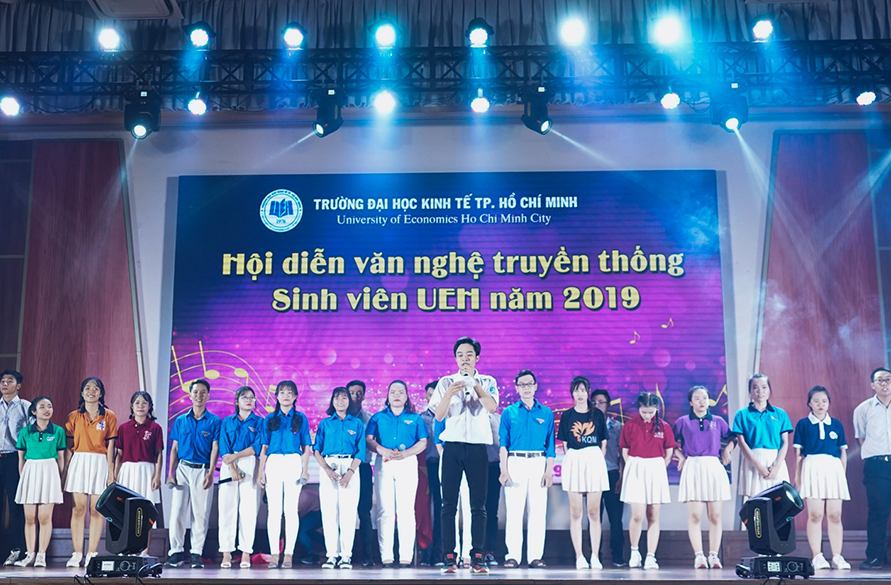 TRƯỜNG ĐẠI HỌC KINH TẾ TP. HỒ CHÍ MINH
University of Economics Ho Chi Minh City
UEH
Hội diễn văn nghệ truyền thống
Sinh viên UEH năm 2019